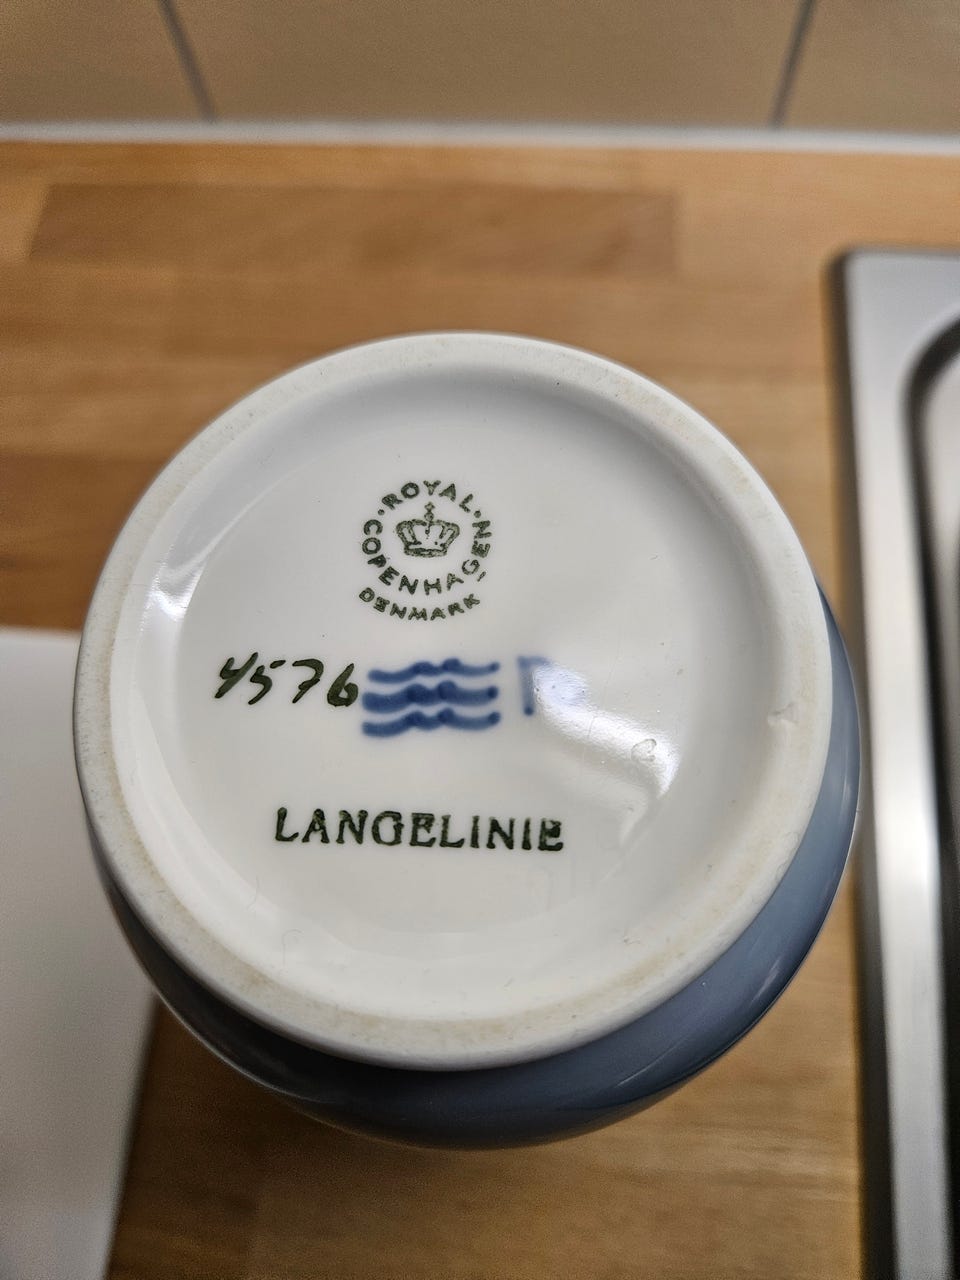 ROYAL
COPENHAGEN
DENMARK
4576
LANGELINIE